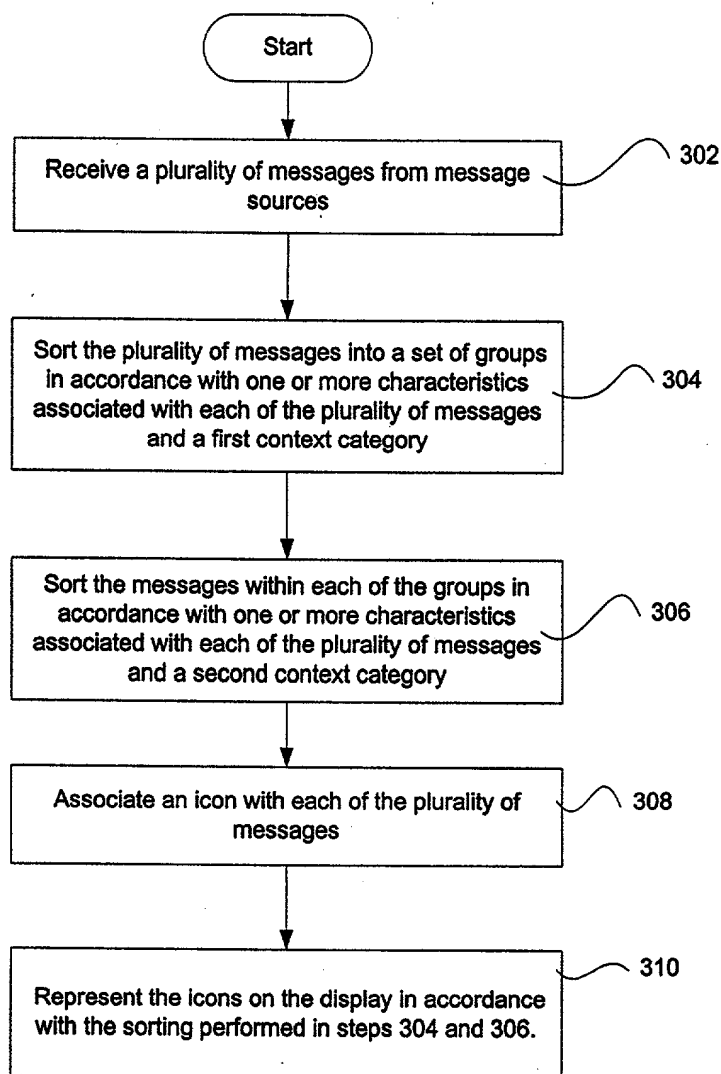 Start
Receive a plurality of messages from message
sources
302
Sort the plurality of messages into a set of groups
in accordance with one or more characteristics
associated with each of the plurality of messages
and a first context category
304
Sort the messages within each of the groups in
accordance with one or more characteristics
associated with each of the plurality of messages
and a second context category
306
Associate an icon with each of the plurality of
messages
308
Represent the icons on the display in accordance
with the sorting performed in steps 304 and 306.
310